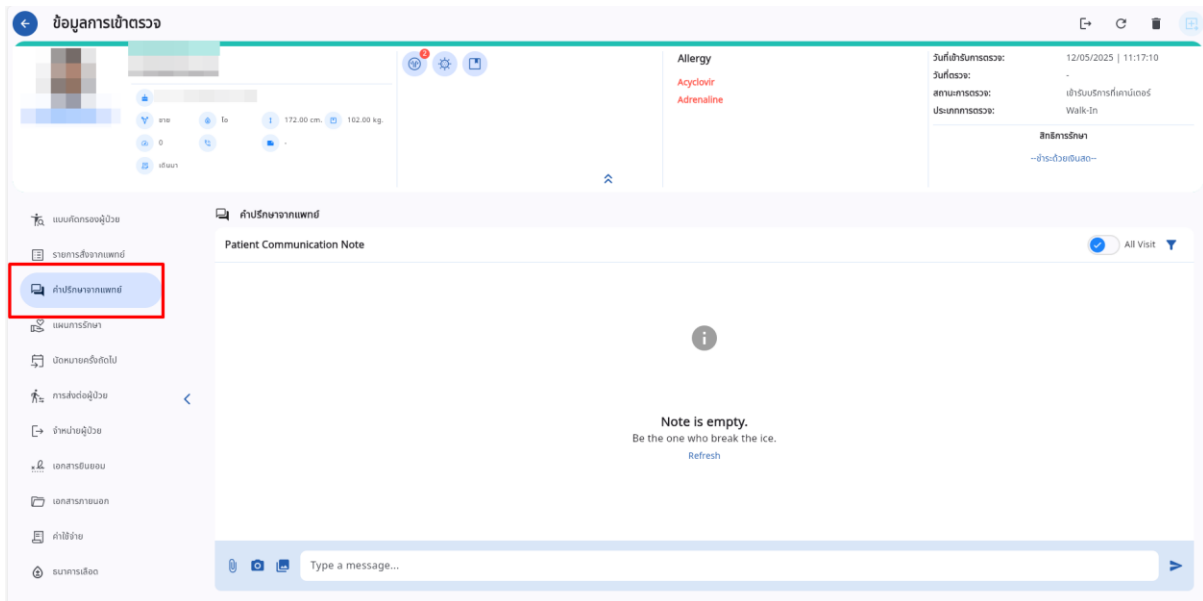 ข้อมูลการเข้าตรวจ
2
ชาย
โอ
172.00 cm.
162.00 kg.
0
-
เดินมา
Allergy
Acyclovir
Adrenaline
วันที่เข้ารับการตรวจ: 12/05/2025 | 11:17:10
วันที่ตรวจ: -
สถานะการตรวจ: เข้ารับบริการที่เคาน์เตอร์
ประเภทการตรวจ: Walk-In
สิทธิการรักษา
--ชำระด้วยเงินสด--
แบบคัดกรองผู้ป่วย
รายการสั่งจากแพทย์
คำปรึกษาจากแพทย์
แผนการรักษา
นัดหมายครั้งถัดไป
การส่งต่อผู้ป่วย
จำหน่ายผู้ป่วย
เอกสารยินยอม
เอกสารภายนอก
ค่าใช้จ่าย
ธนาคารเลือด
คำปรึกษาจากแพทย์
Patient Communication Note
All Visit
Note is empty.
Be the one who break the ice.
Refresh
Type a message...